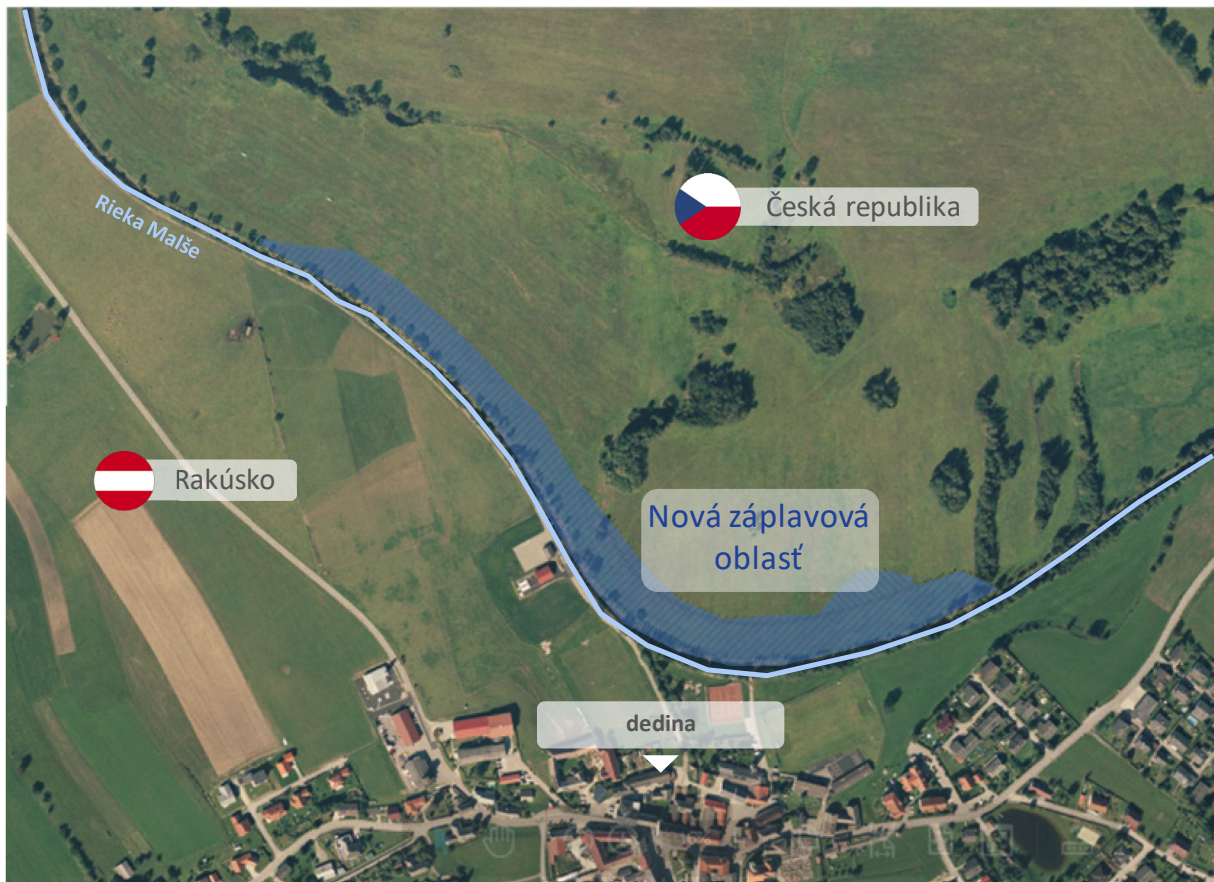 Česká republika
Rieka Malše
Rakúsko
Nová záplavová
oblasť
dedina